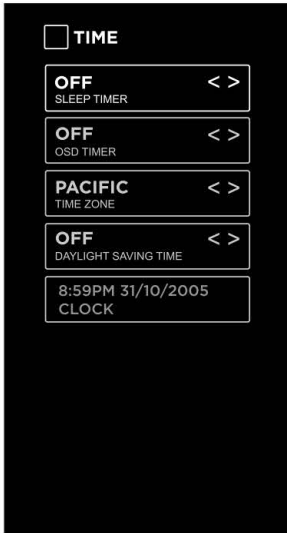 TIME
OFF < >
SLEEP TIMER
OFF < >
OSD TIMER
PACIFIC < >
TIME ZONE
OFF < >
DAYLIGHT SAVING TIME
8:59PM 31/10/2005
CLOCK